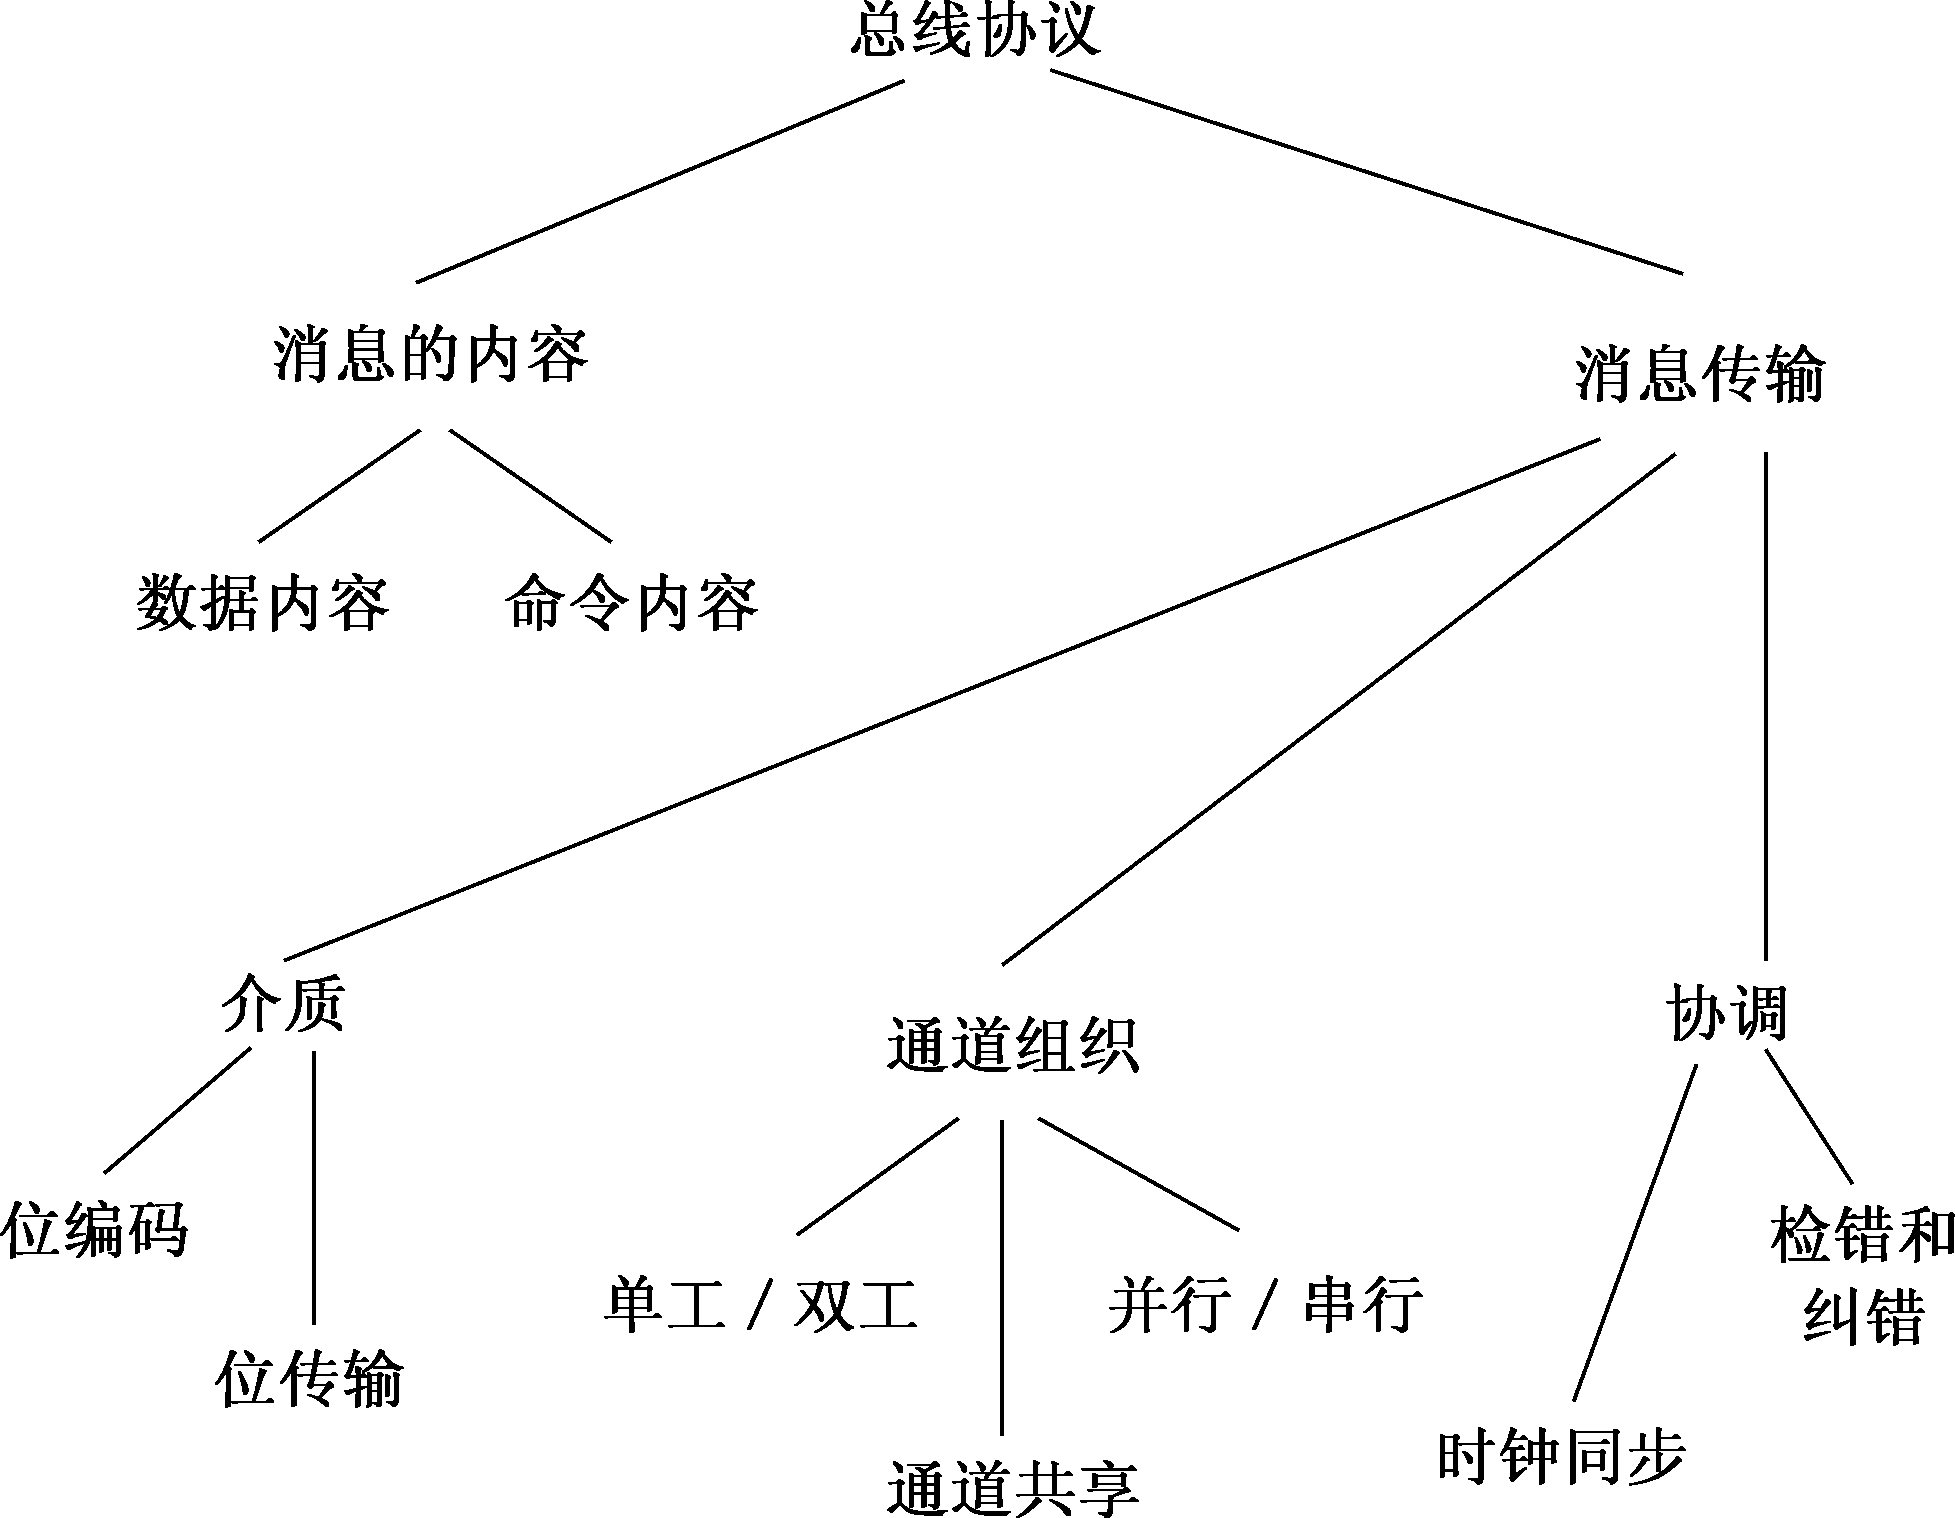 总线协议
消息的内容
消息传输
数据内容
命令内容
介质
通道组织
协调
位编码
位传输
单工 / 双工
通道共享
并行 / 串行
时钟同步
检错和
纠错